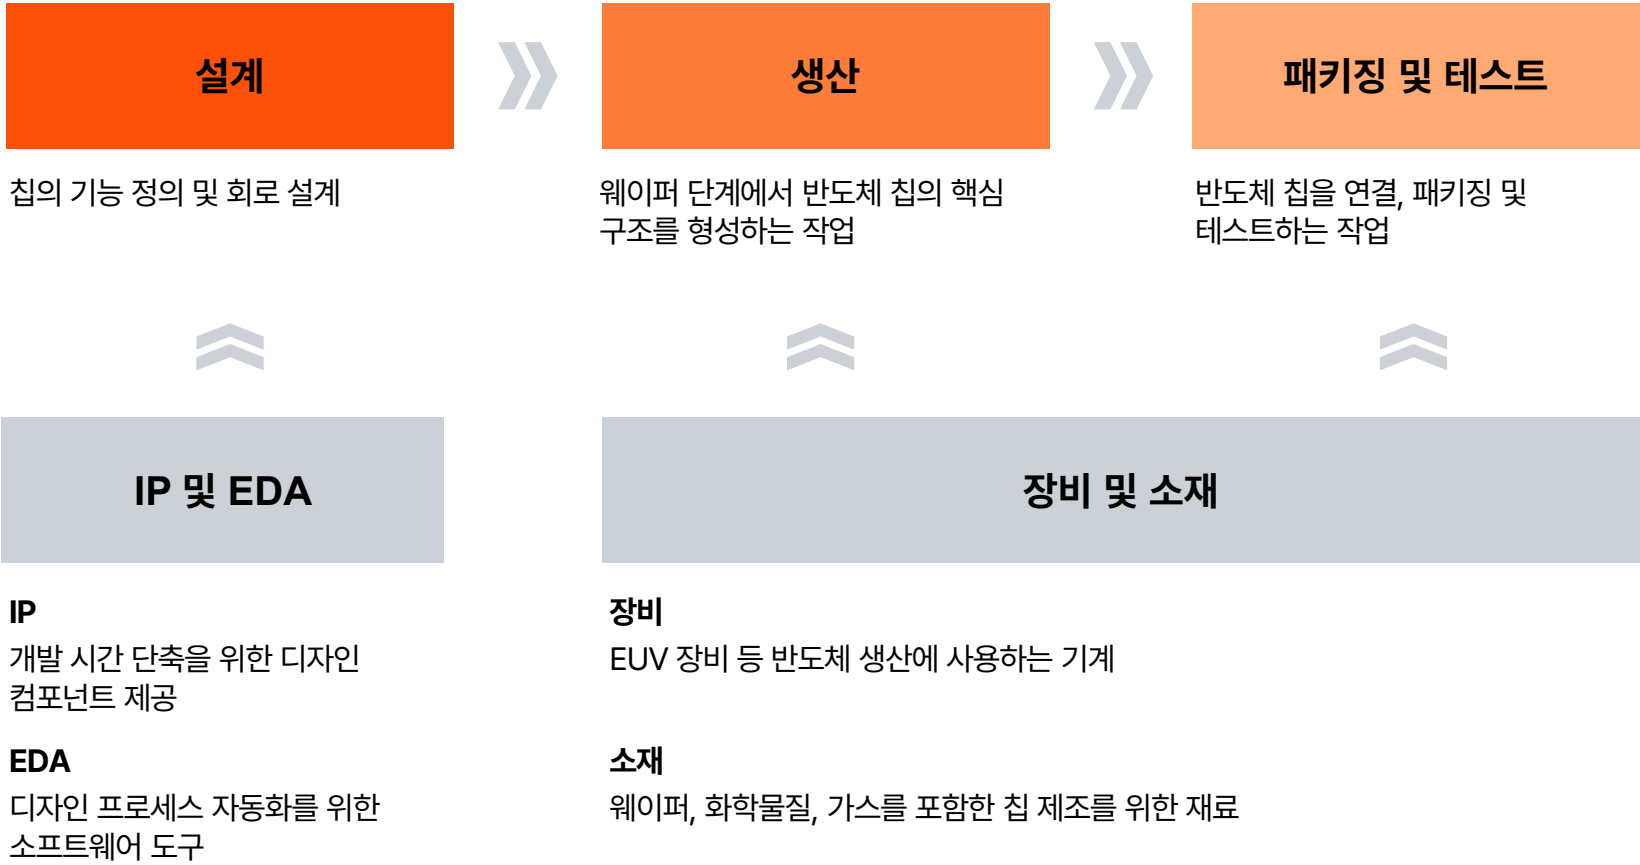 설계
생산
패키징 및 테스트
칩의 기능 정의 및 회로 설계
웨이퍼 단계에서 반도체 칩의 핵심
구조를 형성하는 작업
반도체 칩을 연결, 패키징 및
테스트하는 작업
IP 및 EDA
장비 및 소재
IP
개발 시간 단축을 위한 디자인
컴포넌트 제공
EDA
디자인 프로세스 자동화를 위한
소프트웨어 도구
장비
EUV 장비 등 반도체 생산에 사용하는 기계
소재
웨이퍼, 화학물질, 가스를 포함한 칩 제조를 위한 재료